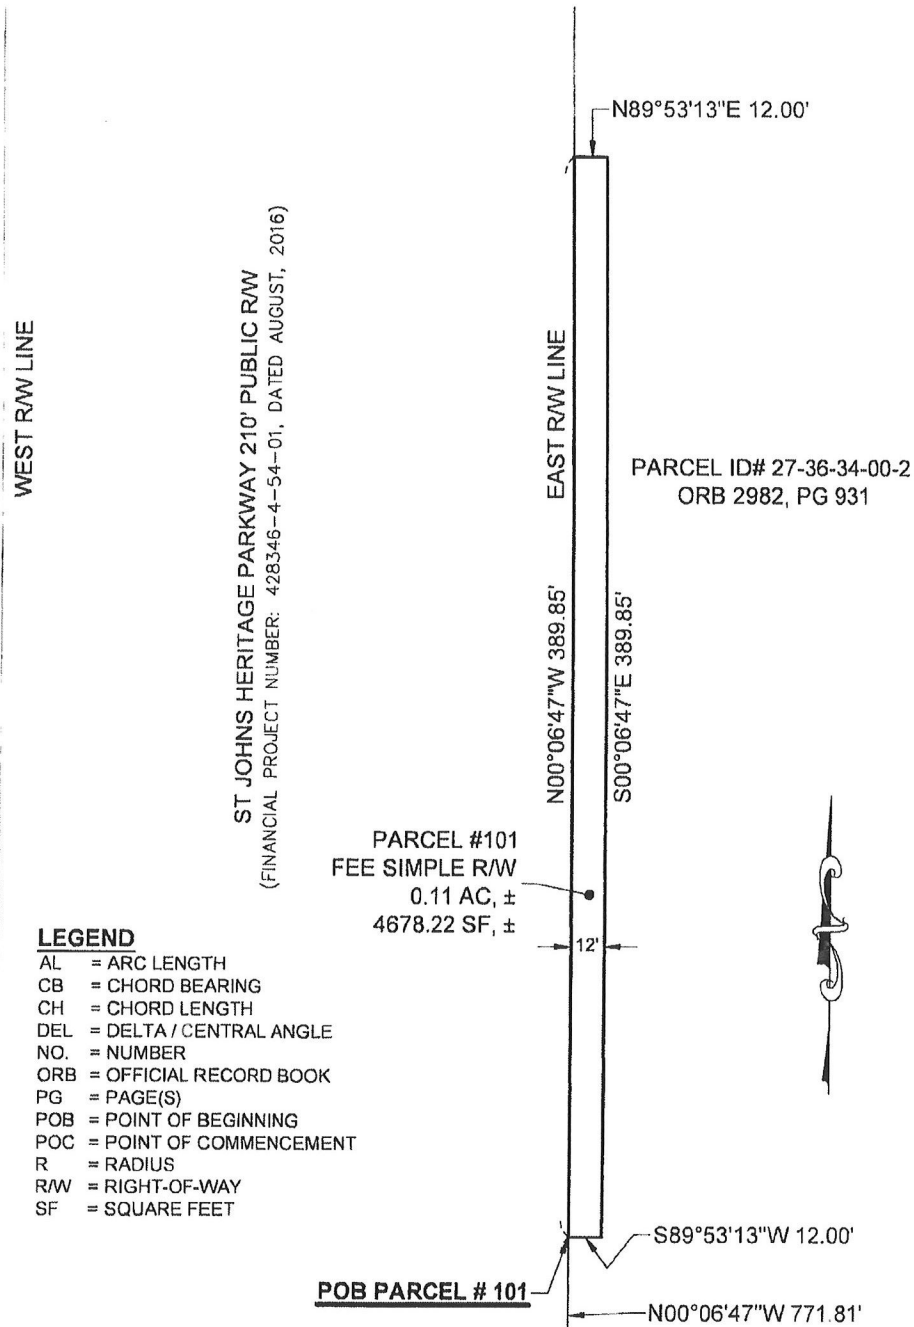 N89°53'13"E 12.00'
WEST R/W LINE
ST JOHNS HERITAGE PARKWAY 210' PUBLIC R/W
(FINANCIAL PROJECT NUMBER: 428346-4-54-01, DATED AUGUST, 2016)
EAST R/W LINE
PARCEL ID# 27-36-34-00-2
ORB 2982, PG 931
N00°06'47"W 389.85'
S00°06'47"E 389.85'
PARCEL #101
FEE SIMPLE R/W
0.11 AC, ±
4678.22 SF, ±
12'
LEGEND
AL = ARC LENGTH
CB = CHORD BEARING
CH = CHORD LENGTH
DEL = DELTA / CENTRAL ANGLE
NO. = NUMBER
ORB = OFFICIAL RECORD BOOK
PG = PAGE(S)
POB = POINT OF BEGINNING
POC = POINT OF COMMENCEMENT
R = RADIUS
R/W = RIGHT-OF-WAY
SF = SQUARE FEET
S89°53'13"W 12.00'
POB PARCEL # 101
N00°06'47"W 771.81'